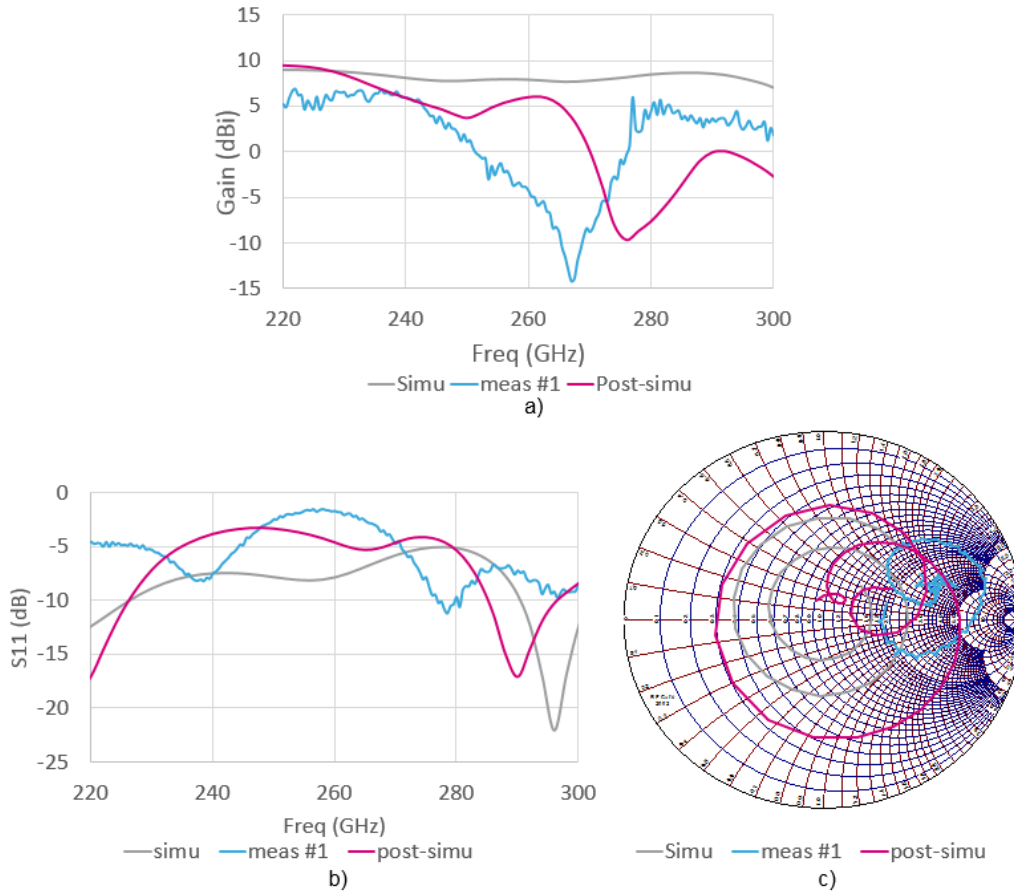 15
10
5
0
-5
-10
-15
Gain (dBi)
220 240 260 280 300
Freq (GHz)
Simu meas #1 Post-simu
a)
0
-5
-10
-15
-20
-25
S11 (dB)
220 240 260 280 300
Freq (GHz)
simu meas #1 post-simu
b)
Simu meas #1 post-simu
c)